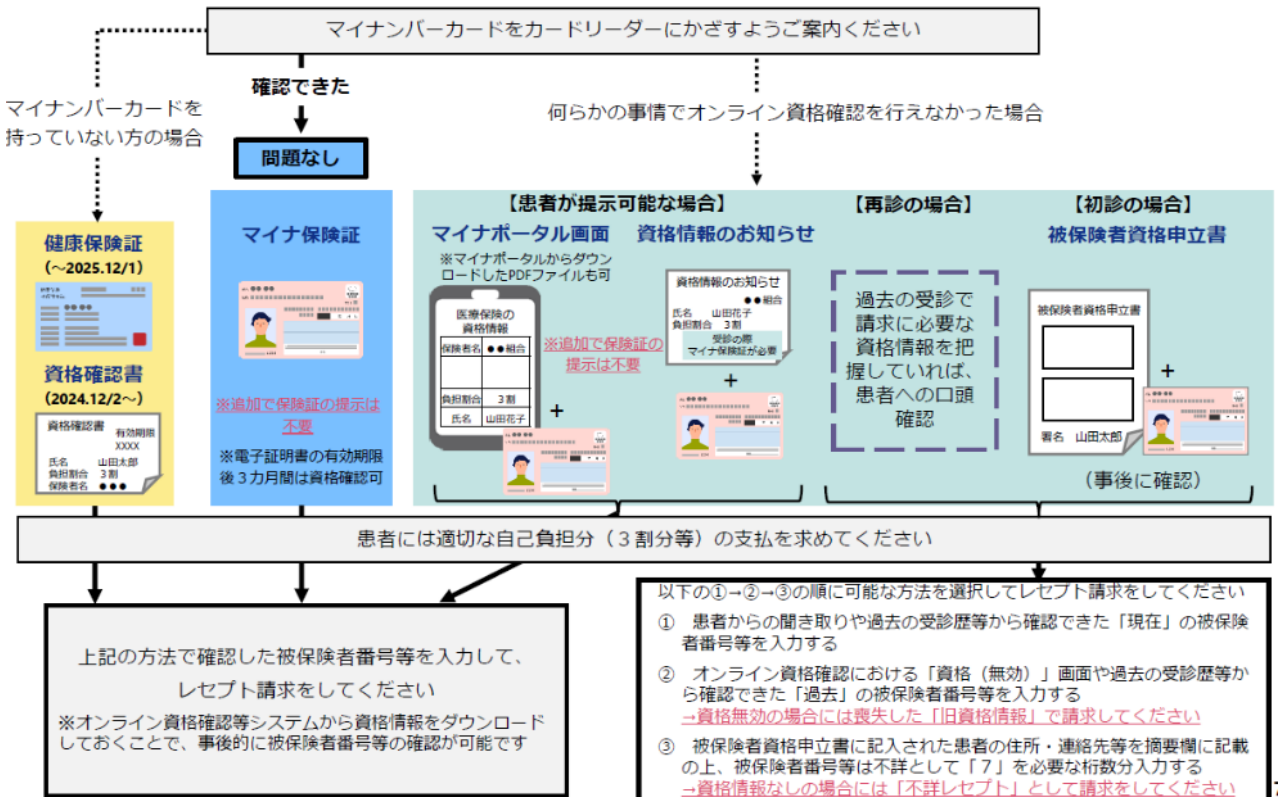 マイナンバーカードをカードリーダーにかざすようご案内ください
マイナンバーカードを
持っていない方の場合
確認できた
問題なし
何らかの事情でオンライン資格確認を行えなかった場合
健康保険証
(～2025.12/1)
資格確認書
(2024.12/2～)
資格確認書
有効期限
XXXX
氏名 山田太郎
負担割合 3割
保険者名 ●●●
マイナ保険証
※追加で保険証の提示は
不要
※電子証明書の有効期限
後3カ月間は資格確認可
【患者が提示可能な場合】
マイナポータル画面
※マイナポータルからダウン
ロードしたPDFファイルも可
医療保険の
資格情報
保険者名 ●●組合
負担割合 3割
氏名 山田花子
+
※追加で保険証の
提示は不要
資格情報のお知らせ
資格情報のお知らせ
●●組合
氏名 山田花子
負担割合 3割
受診の際
マイナ保険証が必要
+
【再診の場合】
過去の受診で
請求に必要な
資格情報を把
握していれば、
患者への口頭
確認
【初診の場合】
被保険者資格申立書
被保険者資格申立書
署名 山田太郎
+
(事後に確認)
患者には適切な自己負担分（3割分等）の支払を求めてください
上記の方法で確認した被保険者番号等を入力して、
レセプト請求をしてください
※オンライン資格確認等システムから資格情報をダウンロード
しておくことで、事後的に被保険者番号等の確認が可能です
以下の①→②→③の順に可能な方法を選択してレセプト請求をしてください
① 患者からの聞き取りや過去の受診歴等から確認できた「現在」の被保険
者番号等を入力する
② オンライン資格確認における「資格（無効）」画面や過去の受診歴等か
ら確認できた「過去」の被保険者番号等を入力する
→資格無効の場合には喪失した「旧資格情報」で請求してください
③ 被保険者資格申立書に記入された患者の住所・連絡先等を摘要欄に記載
の上、被保険者番号等は不詳として「７」を必要な桁数分入力する
→資格情報なしの場合には「不詳レセプト」として請求をしてください